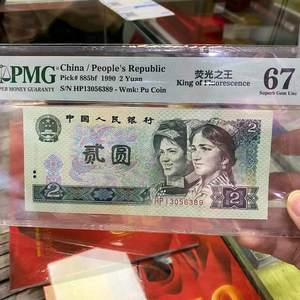 PMG
PAPER MONEY GUARANTY
China / People's Republic
Pick# 885bf 1990 2 Yuan
S/N HP13056389 - Wmk: Pu Coin
荧光之王
King of Fluorescence
67
Superb Gem Unc
中国人民银行
贰圆
2
2
2
HP13056389